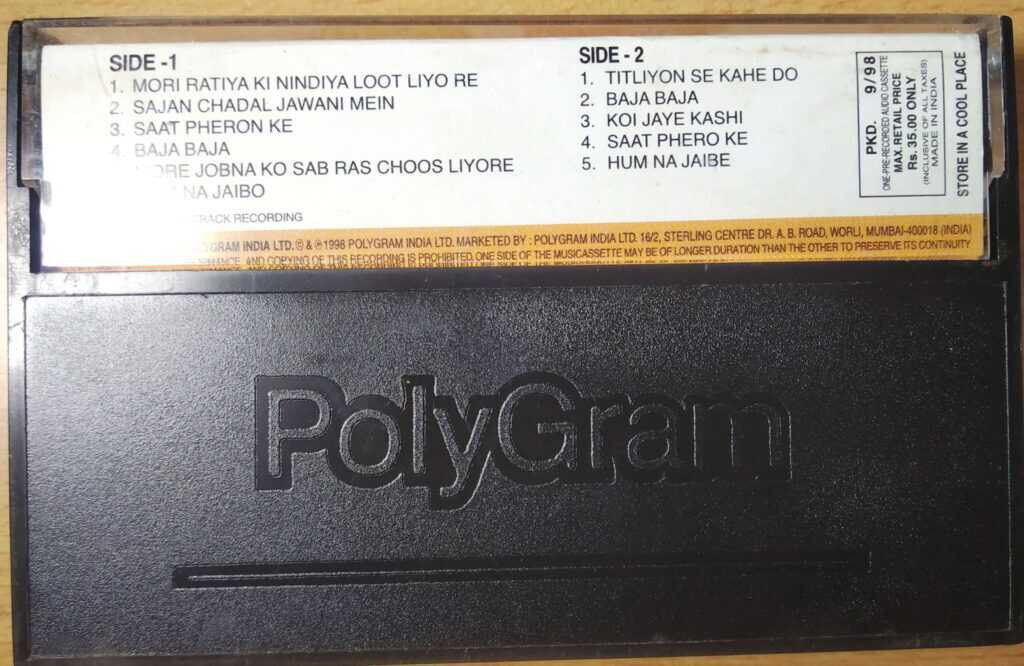 SIDE -1
1. MORI RATIYA KI NINDIYA LOOT LIYO RE
2. SAJAN CHADAL JAWANI MEIN
3. SAAT PHERON KE
4. BAJA BAJA
JOBNA KO SAB RAS CHOOS LIYORE
NA JAIBO
TRACK RECORDING
SIDE - 2
1. TITLIYON SE KAHE DO
2. BAJA BAJA
3. KOI JAYE KASHI
4. SAAT PHERO KE
5. HUM NA JAIBE
PKD. 9/98
ONE-PRE-RECORDED AUDIO CASSETTE
MAX. RETAIL PRICE
Rs. 35.00 ONLY
(INCLUSIVE OF ALL TAXES)
MADE IN INDIA
STORE IN A COOL PLACE
INDIA LTD. © & ℗ 1998 POLYGRAM INDIA LTD. MARKETED BY : POLYGRAM INDIA LTD. 16/2, STERLING CENTRE DR. A. B. ROAD, WORLI, MUMBAI-400018 (INDIA)
AND COPYING OF THIS RECORDING IS PROHIBITED. ONE SIDE OF THE MUSICASSETTE MAY BE OF LONGER DURATION THAN THE OTHER TO PRESERVE ITS CONTINUITY
PolyGram